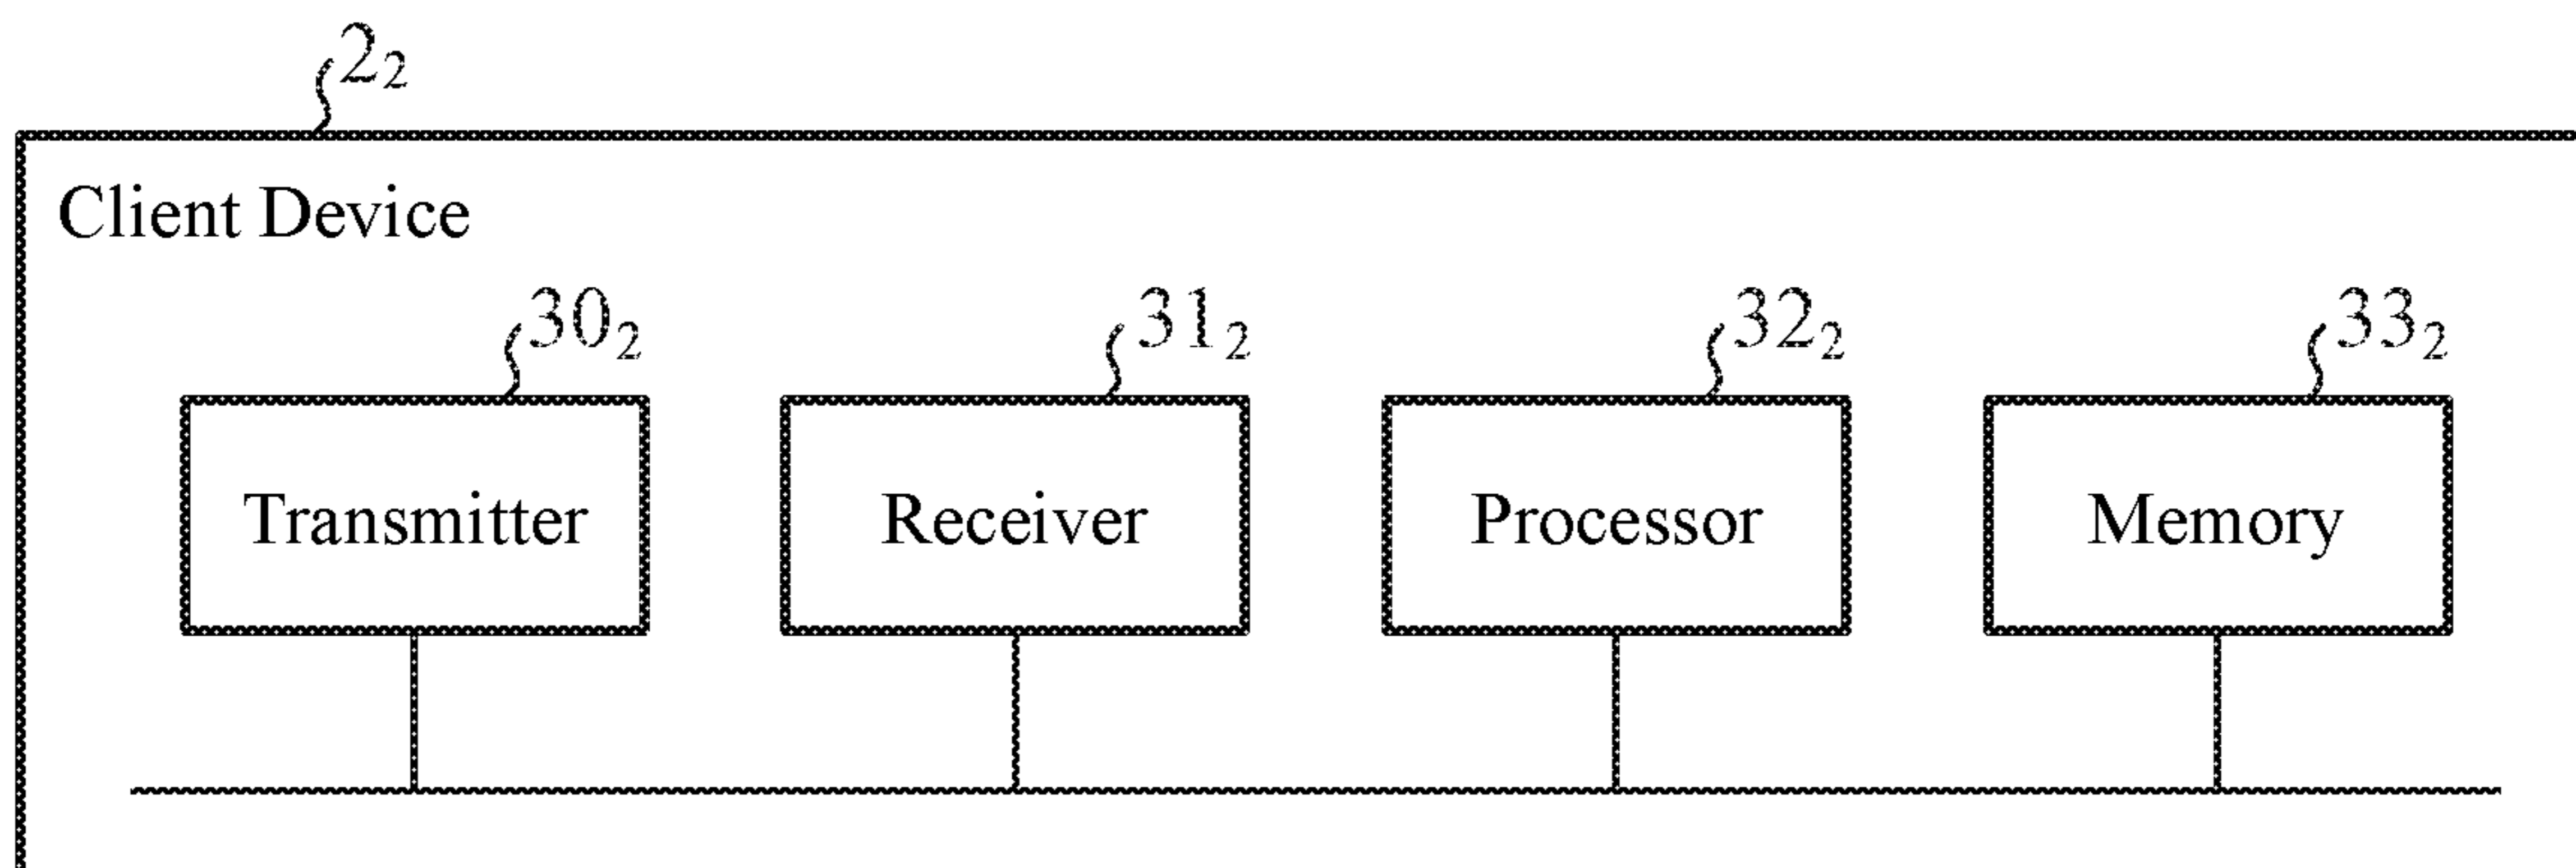 2₂
Client Device
30₂ 31₂ 32₂ 33₂
Transmitter Receiver Processor Memory